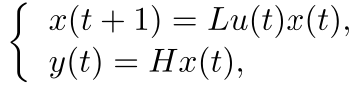 x(t + 1) = Lu(t)x(t),
y(t) = Hx(t),